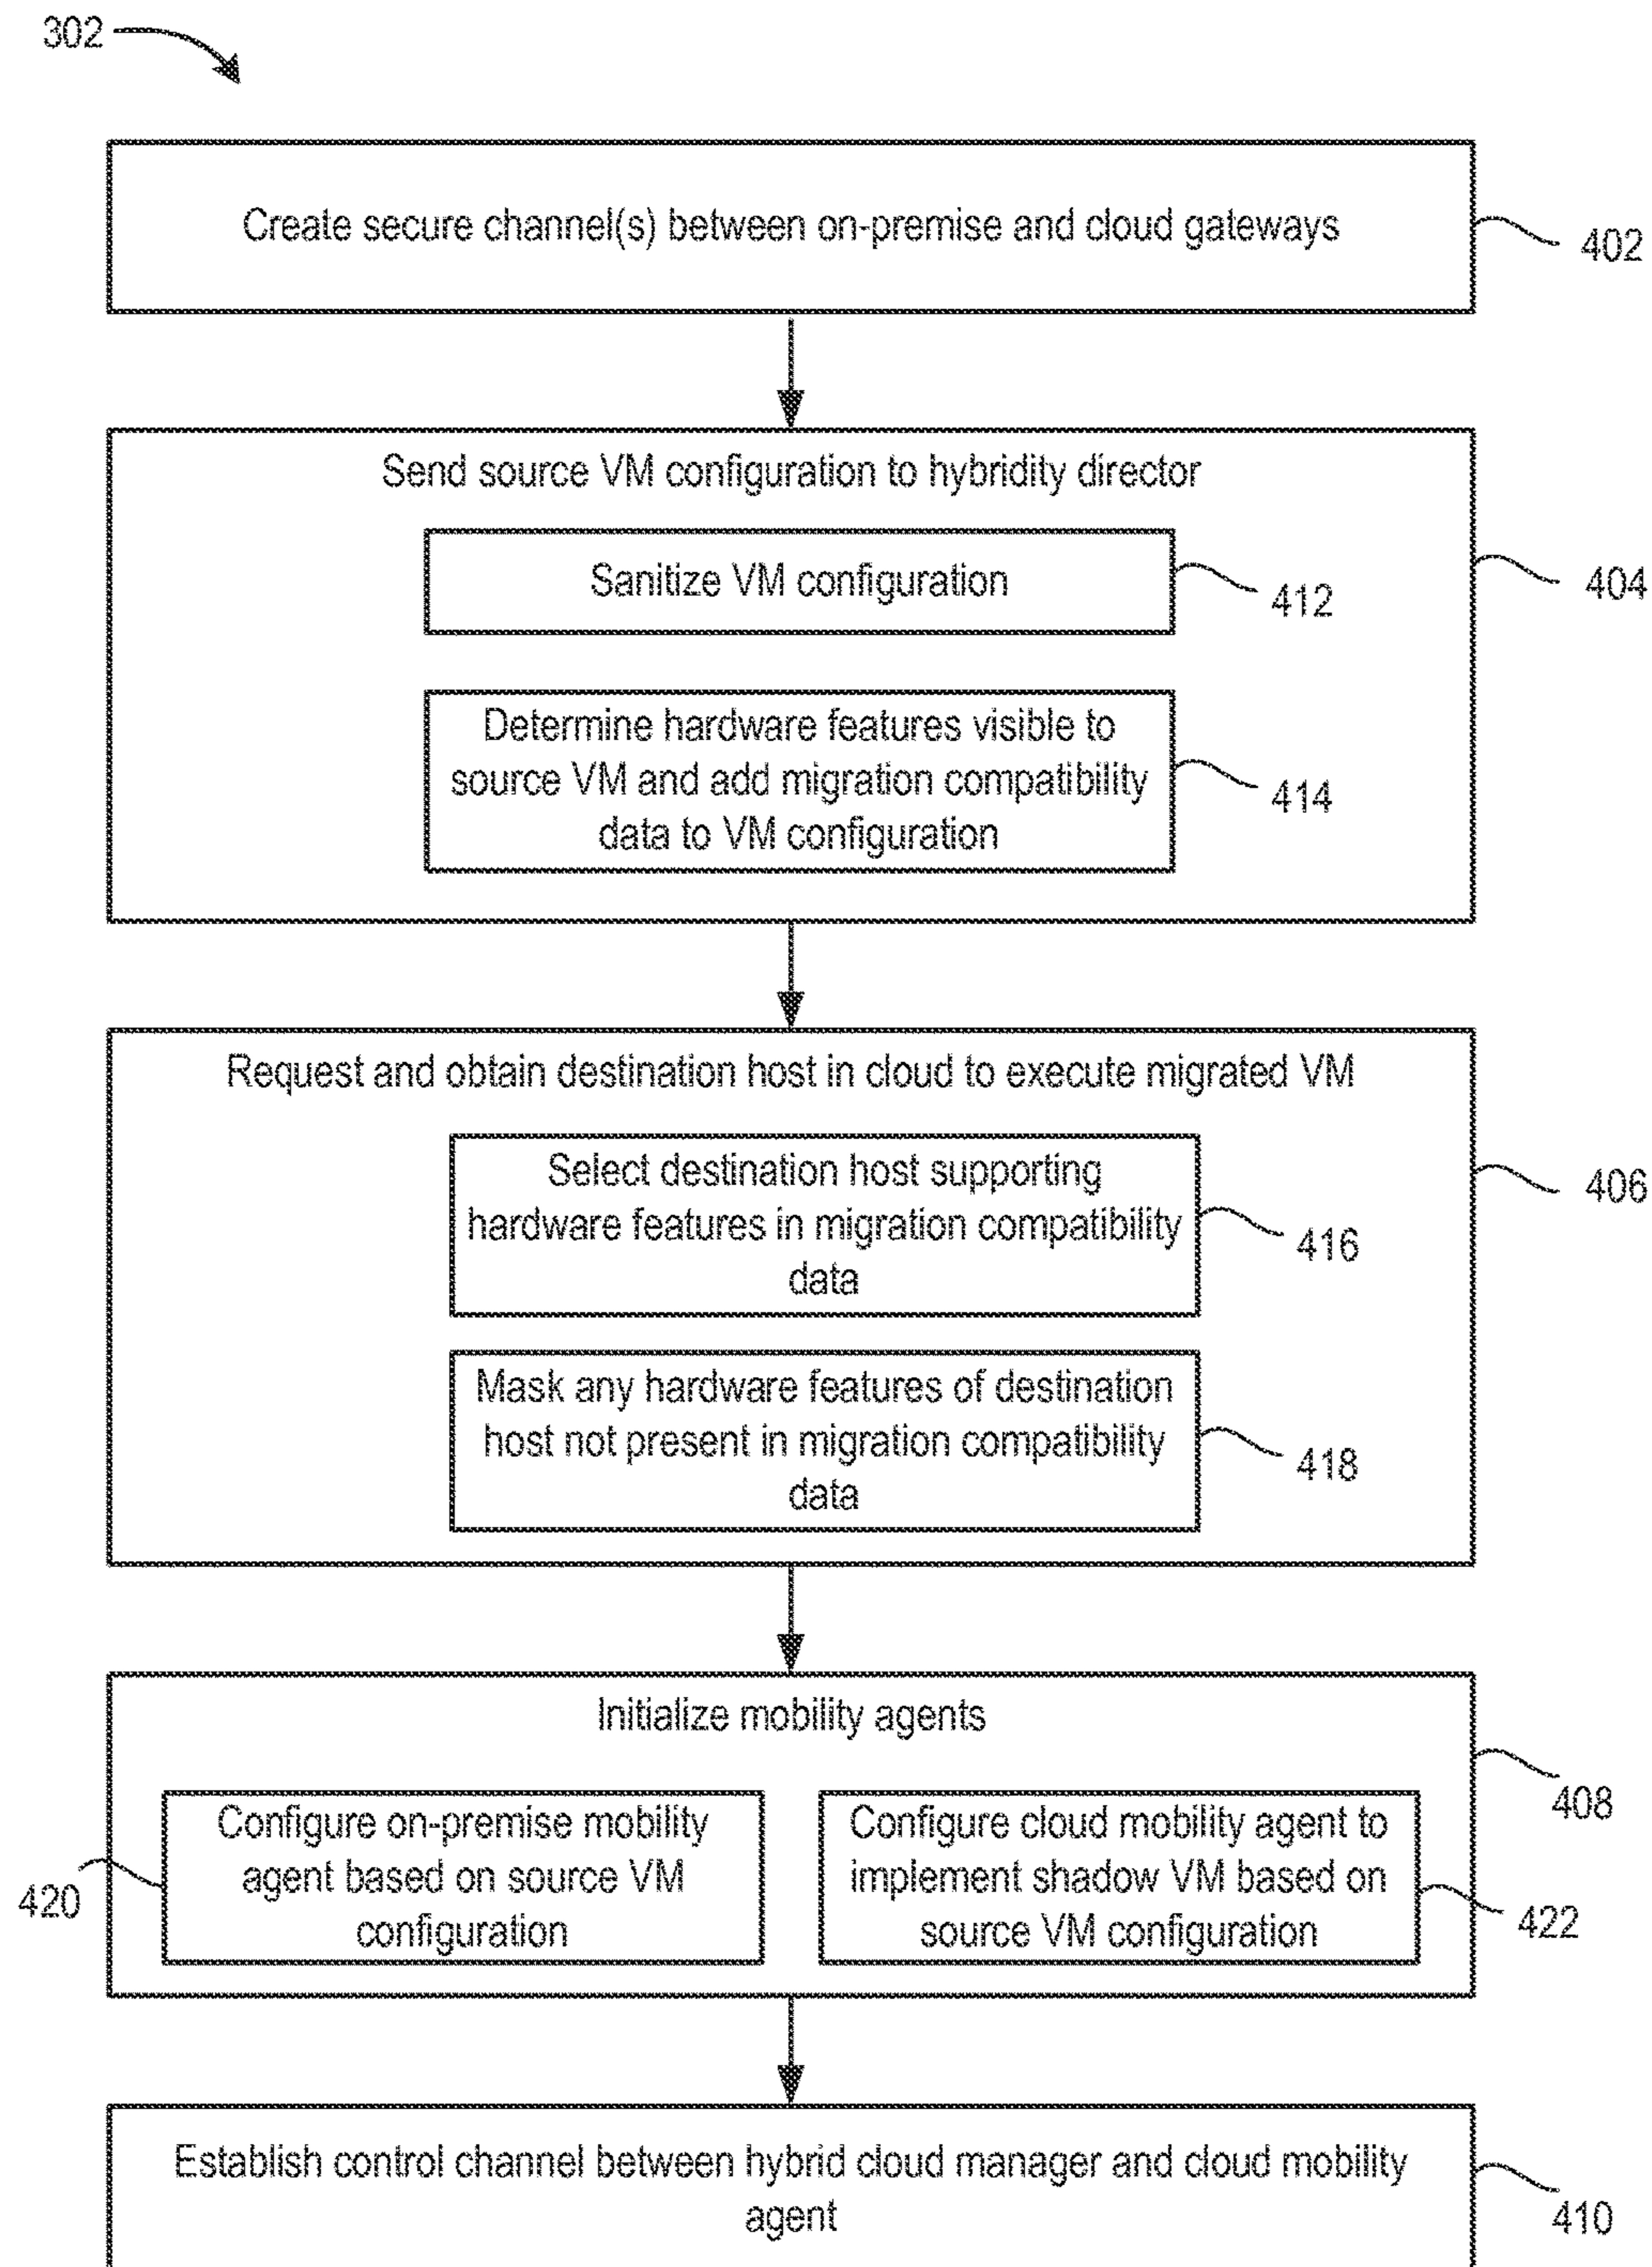 302
Create secure channel(s) between on-premise and cloud gateways
402
Send source VM configuration to hybridity director
404
Sanitize VM configuration
412
Determine hardware features visible to
source VM and add migration compatibility
data to VM configuration
414
Request and obtain destination host in cloud to execute migrated VM
406
Select destination host supporting
hardware features in migration compatibility
data
416
Mask any hardware features of destination
host not present in migration compatibility
data
418
Initialize mobility agents
408
Configure on-premise mobility
agent based on source VM
configuration
420
Configure cloud mobility agent to
implement shadow VM based on
source VM configuration
422
Establish control channel between hybrid cloud manager and cloud mobility
agent
410